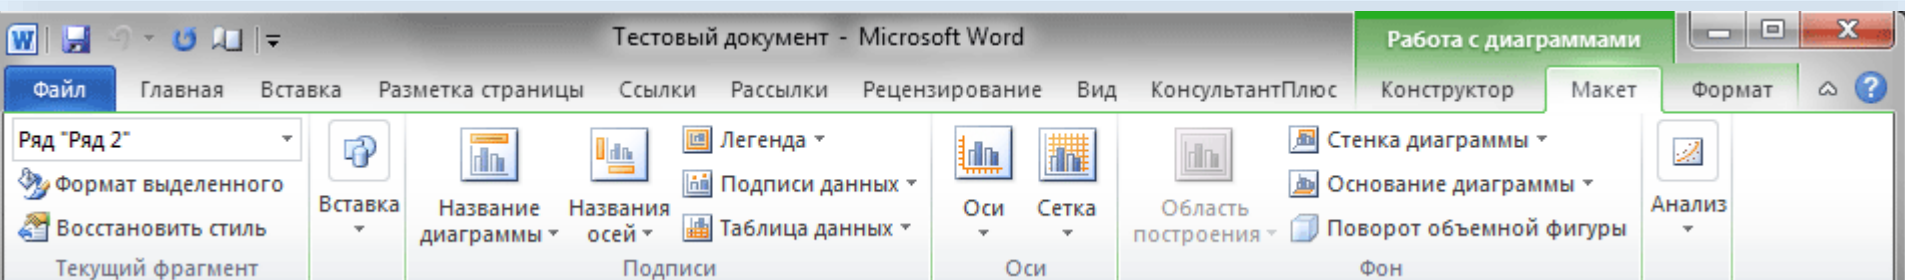 Тестовый документ - Microsoft Word
Работа с диаграммами
Файл Главная Вставка Разметка страницы Ссылки Рассылки Рецензирование Вид КонсультантПлюс Конструктор Макет Формат
Ряд "Ряд 2"
Формат выделенного
Восстановить стиль
Текущий фрагмент
Вставка
Название
диаграммы
Названия
осей
Легенда
Подписи данных
Таблица данных
Подписи
Оси
Сетка
Оси
Область
построения
Стенка диаграммы
Основание диаграммы
Поворот объемной фигуры
Фон
Анализ